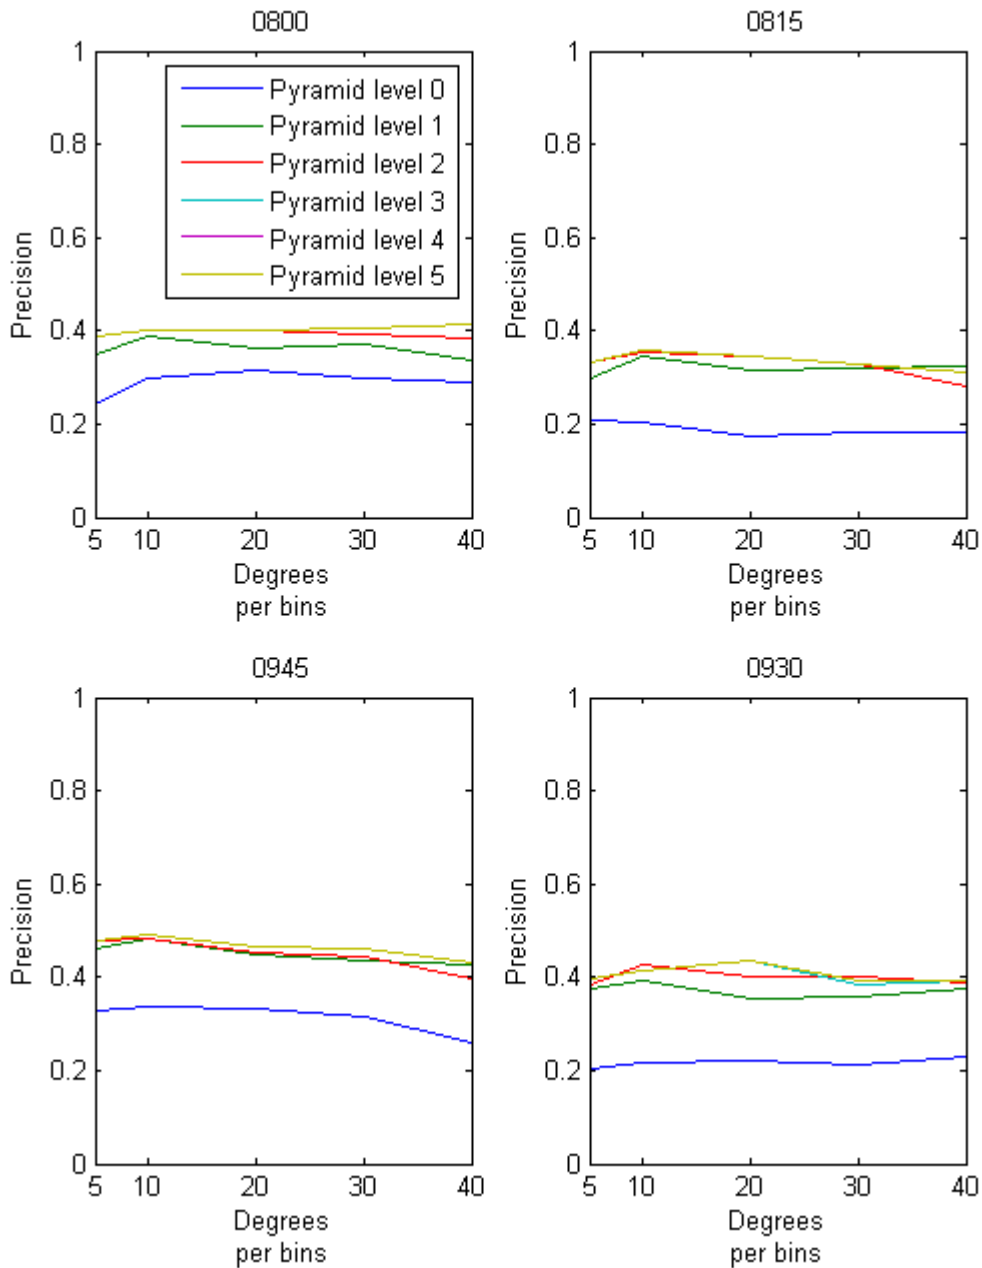 0800
1
0.8
0.6
0.4
0.2
0
Precision
Pyramid level 0
Pyramid level 1
Pyramid level 2
Pyramid level 3
Pyramid level 4
Pyramid level 5
5 10 20 30 40
Degrees
per bins
0815
1
0.8
0.6
0.4
0.2
0
Precision
5 10 20 30 40
Degrees
per bins
0945
1
0.8
0.6
0.4
0.2
0
Precision
5 10 20 30 40
Degrees
per bins
0930
1
0.8
0.6
0.4
0.2
0
Precision
5 10 20 30 40
Degrees
per bins